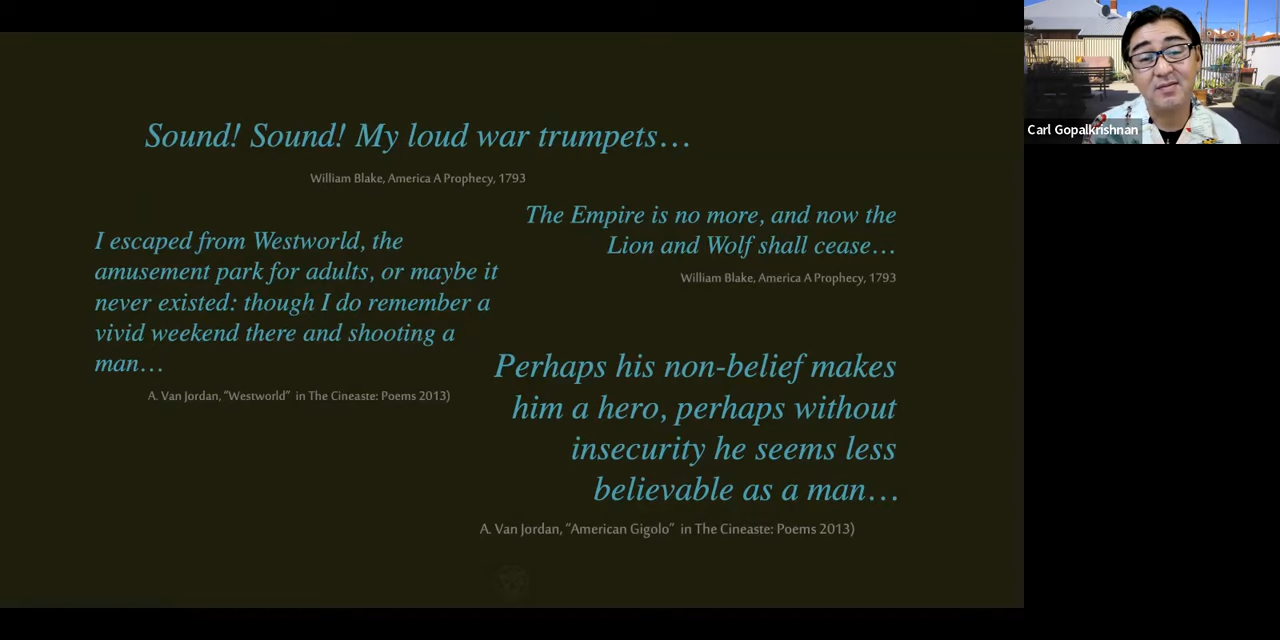 Sound! Sound! My loud war trumpets…
William Blake, America A Prophecy, 1793
The Empire is no more, and now the
Lion and Wolf shall cease…
William Blake, America A Prophecy, 1793
I escaped from Westworld, the
amusement park for adults, or maybe it
never existed: though I do remember a
vivid weekend there and shooting a
man…
A. Van Jordan, “Westworld” in The Cineaste: Poems 2013)
Perhaps his non-belief makes
him a hero, perhaps without
insecurity he seems less
believable as a man…
A. Van Jordan, “American Gigolo” in The Cineaste: Poems 2013)
Carl Gopalkrishnan